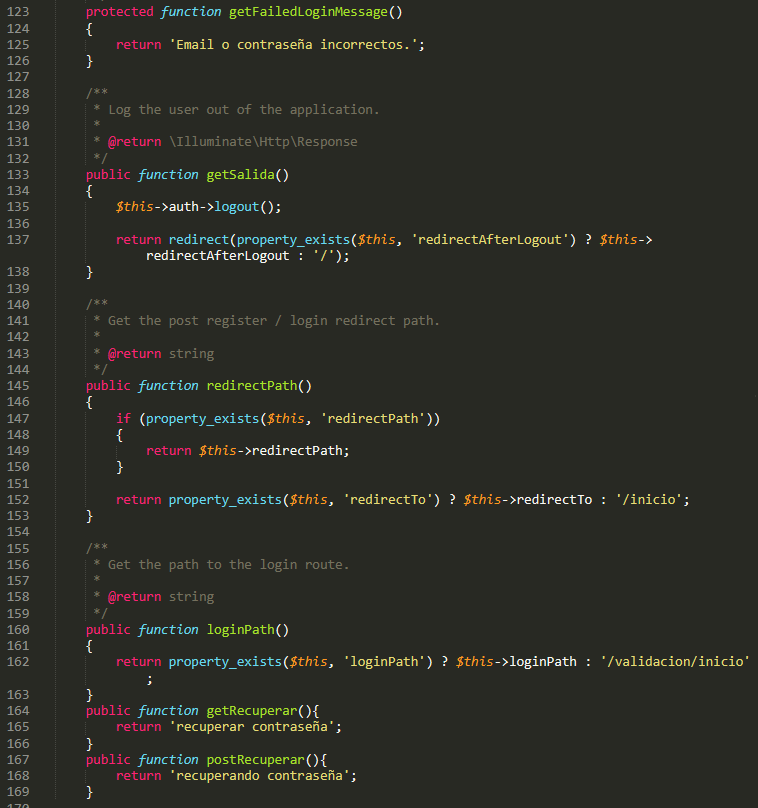 123 protected function getFailedLoginMessage()
124 {
125 return 'Email o contraseña incorrectos.';
126 }
127
128 /**
129 * Log the user out of the application.
130 *
131 * @return \Illuminate\Http\Response
132 */
133 public function getSalida()
134 {
135 $this->auth->logout();
136
137 return redirect(property_exists($this, 'redirectAfterLogout') ? $this->
redirectAfterLogout : '/');
138 }
139
140 /**
141 * Get the post register / login redirect path.
142 *
143 * @return string
144 */
145 public function redirectPath()
146 {
147 if (property_exists($this, 'redirectPath'))
148 {
149 return $this->redirectPath;
150 }
151
152 return property_exists($this, 'redirectTo') ? $this->redirectTo : '/inicio';
153 }
154
155 /**
156 * Get the path to the login route.
157 *
158 * @return string
159 */
160 public function loginPath()
161 {
162 return property_exists($this, 'loginPath') ? $this->loginPath : '/validacion/inicio'
;
163 }
164 public function getRecuperar(){
165 return 'recuperar contraseña';
166 }
167 public function postRecuperar(){
168 return 'recuperando contraseña';
169 }
170